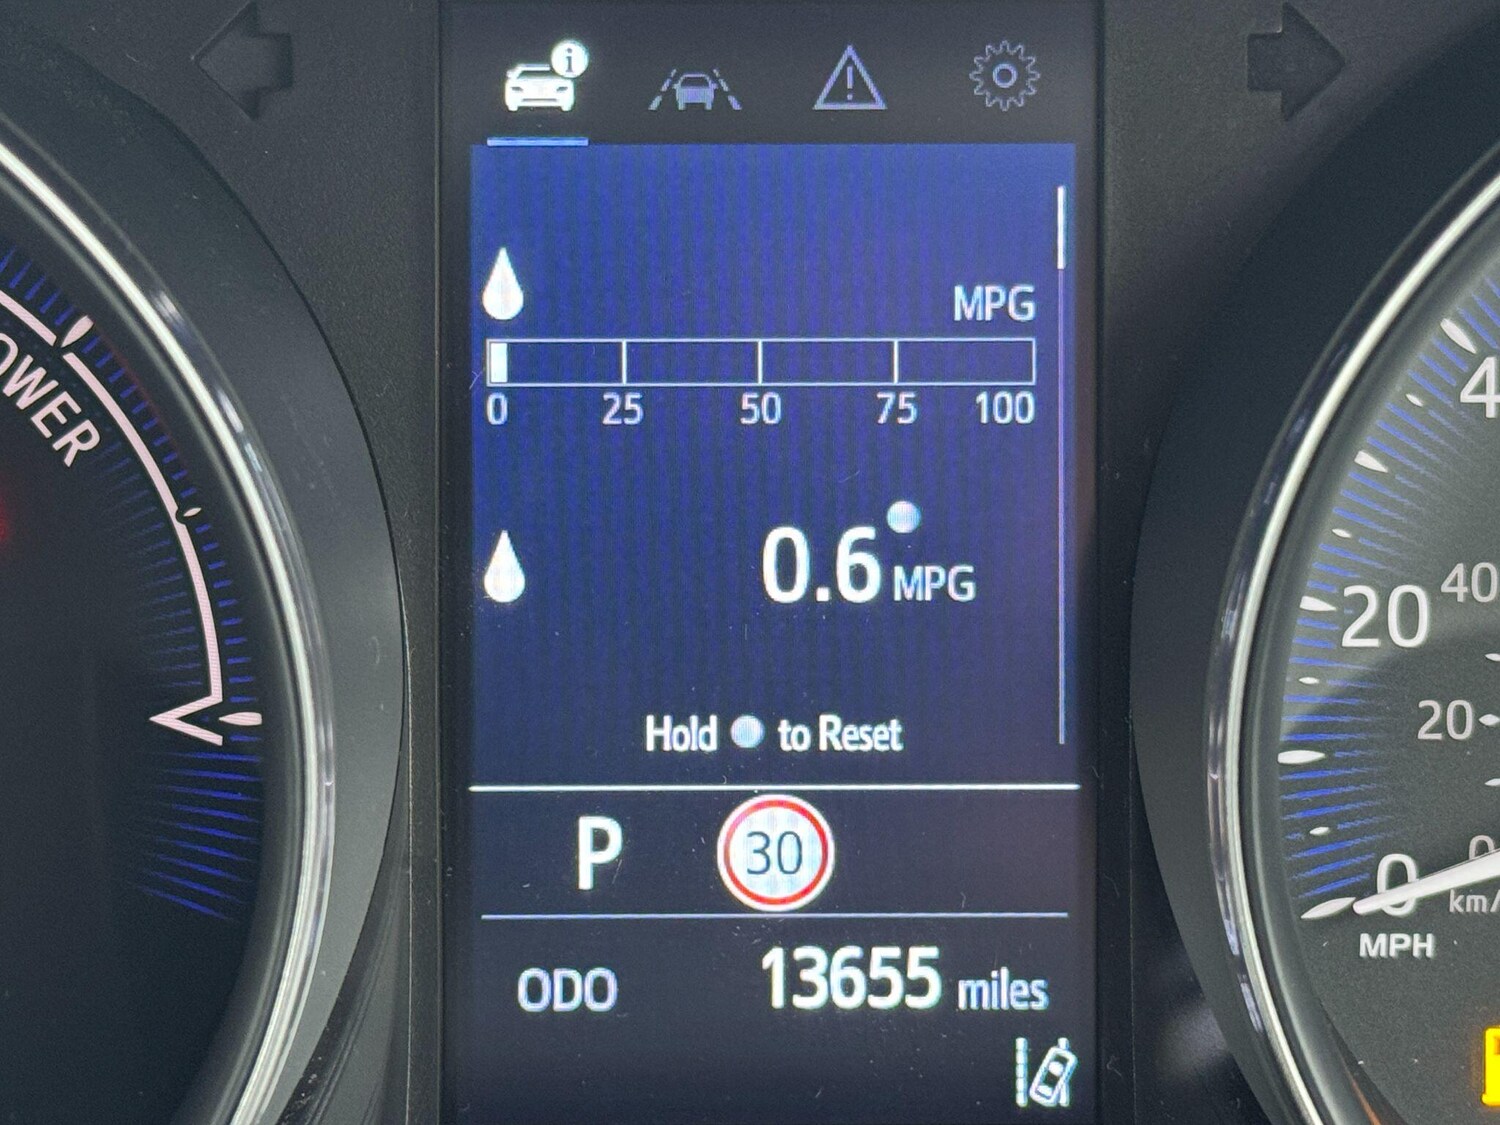 i
MPG
0 25 50 75 100
0.6 MPG
Hold to Reset
P 30
ODO 13655 miles
20 40
20
0
MPH